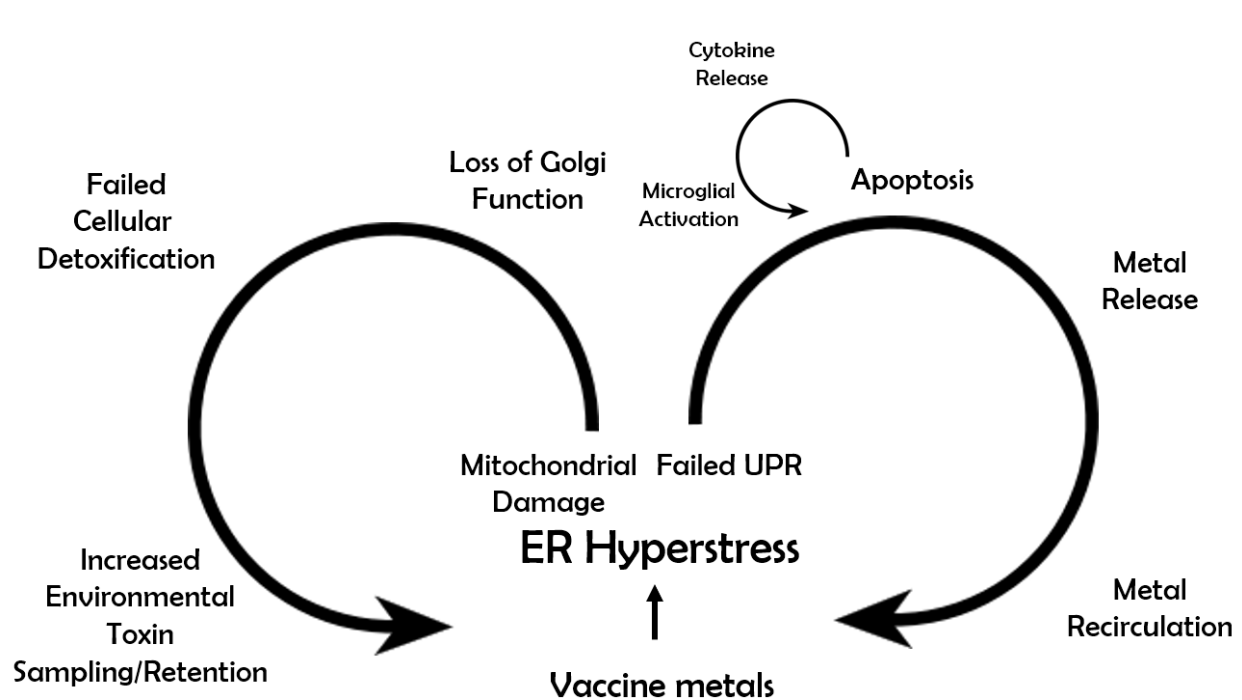 Cytokine
Release
Loss of Golgi
Function
Failed
Cellular
Detoxification
Microglial
Activation
Apoptosis
Metal
Release
Mitochondrial
Damage
Failed UPR
ER Hyperstress
Increased
Environmental
Toxin
Sampling/Retention
Metal
Recirculation
Vaccine metals